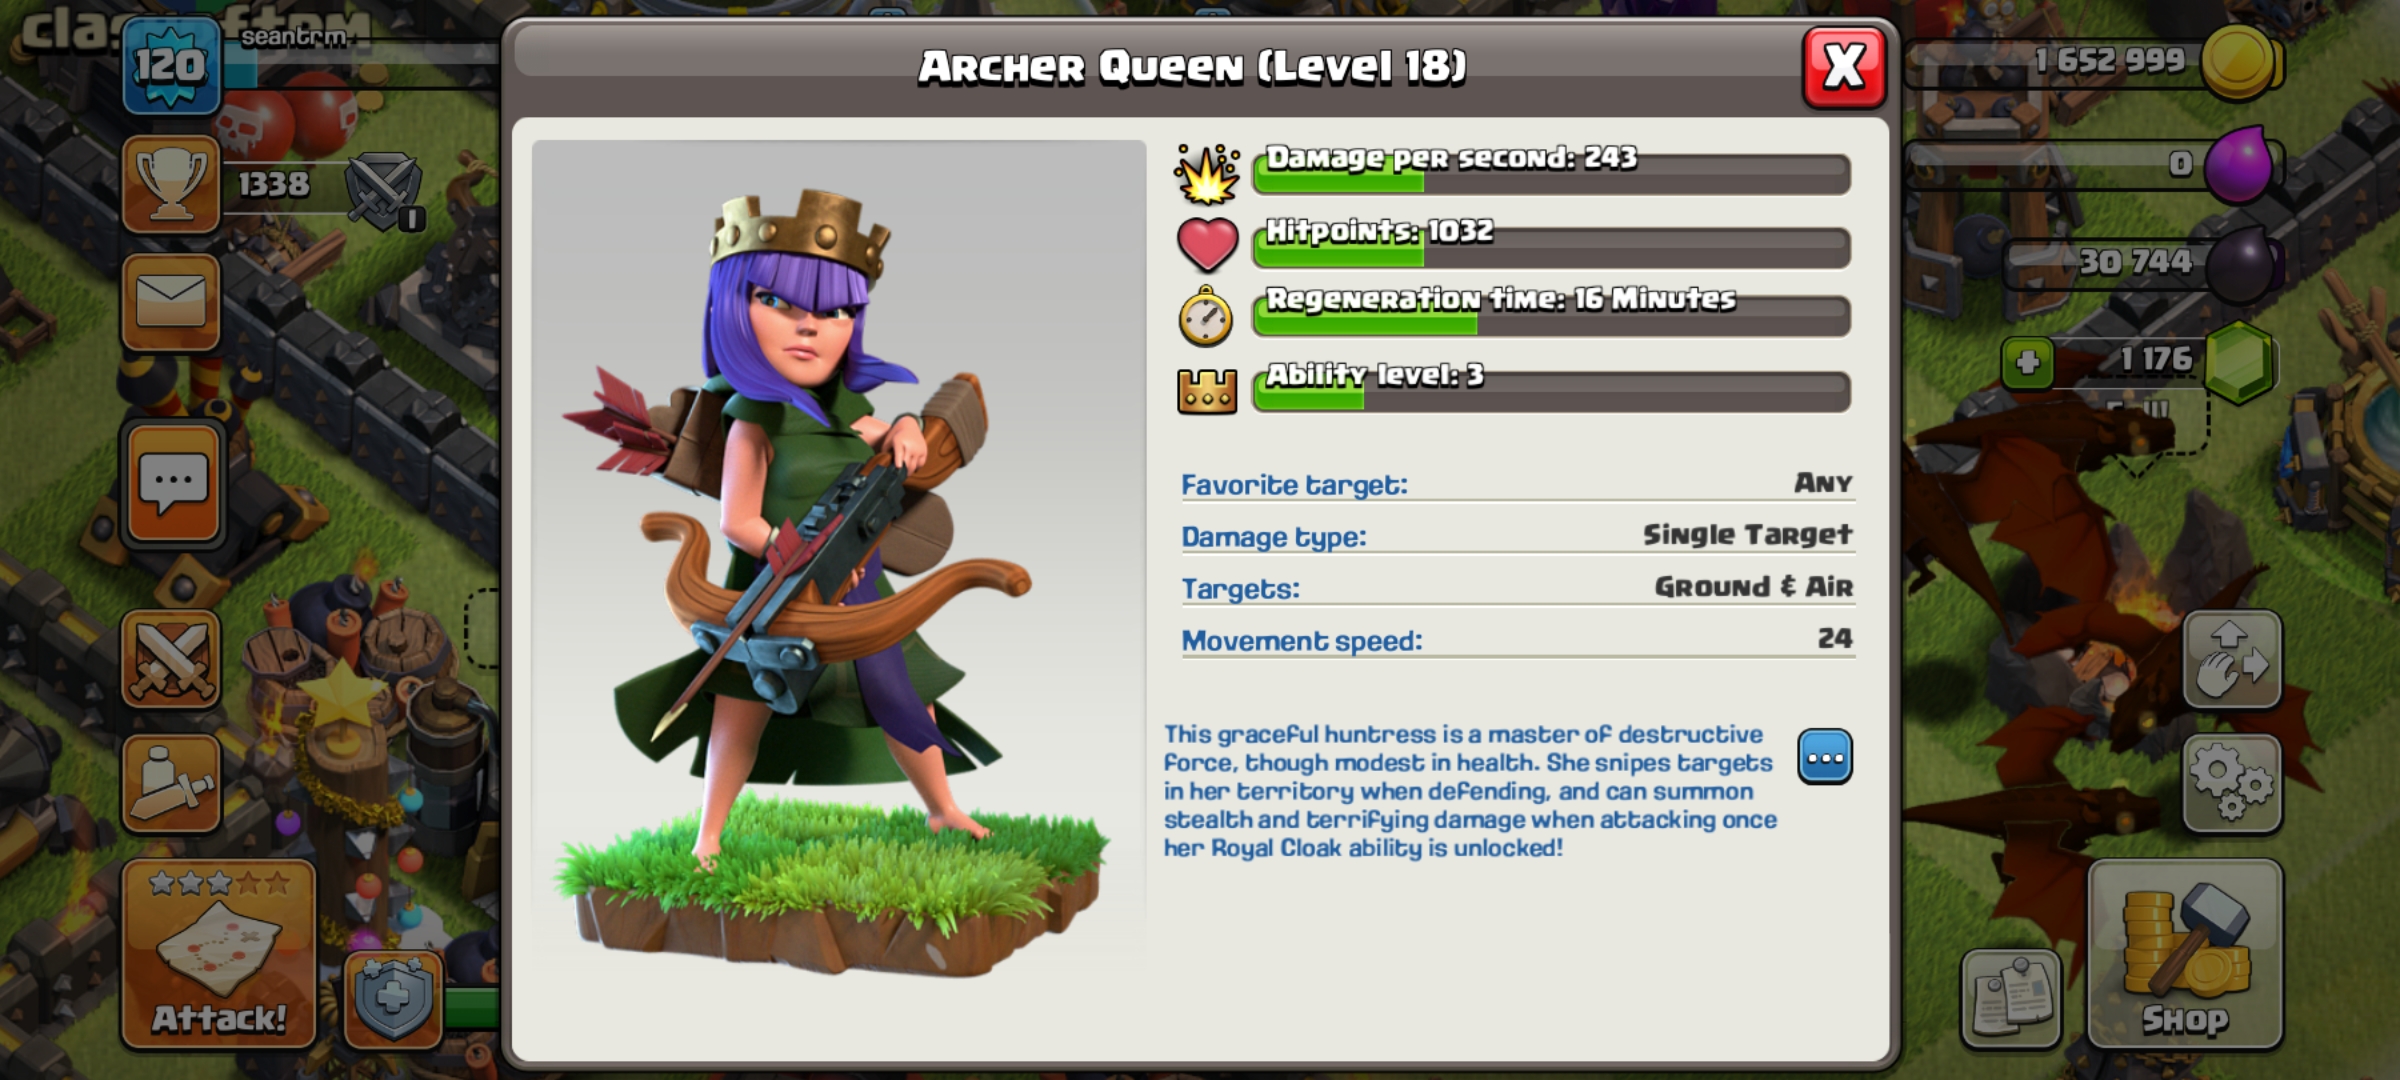 seantrm
120
1338
I
Attack!
Archer Queen (Level 18)
X
Damage per second: 243
Hitpoints: 1032
Regeneration time: 16 Minutes
Ability level: 3
Favorite target: Any
Damage type: Single Target
Targets: Ground & Air
Movement speed: 24
This graceful huntress is a master of destructive
force, though modest in health. She snipes targets
in her territory when defending, and can summon
stealth and terrifying damage when attacking once
her Royal Cloak ability is unlocked!
1 652 999
0
30 744
1 176
Shop